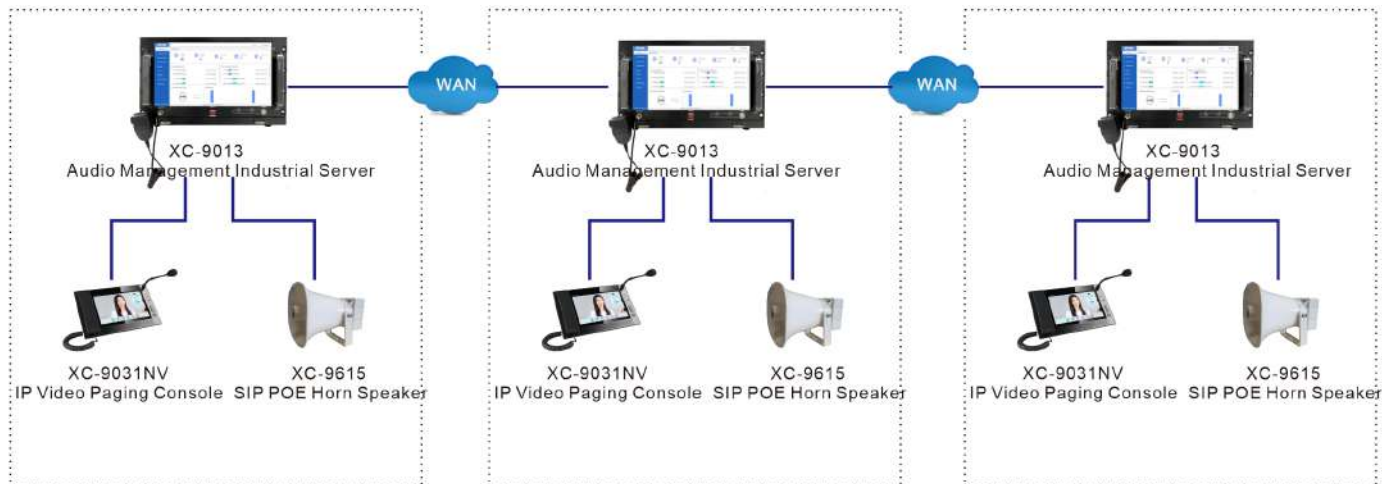 WAN
WAN
XC-9013
Audio Management Industrial Server
XC-9013
Audio Management Industrial Server
XC-9013
Audio Management Industrial Server
XC-9031NV
IP Video Paging Console
XC-9615
SIP POE Horn Speaker
XC-9031NV
IP Video Paging Console
XC-9615
SIP POE Horn Speaker
XC-9031NV
IP Video Paging Console
XC-9615
SIP POE Horn Speaker